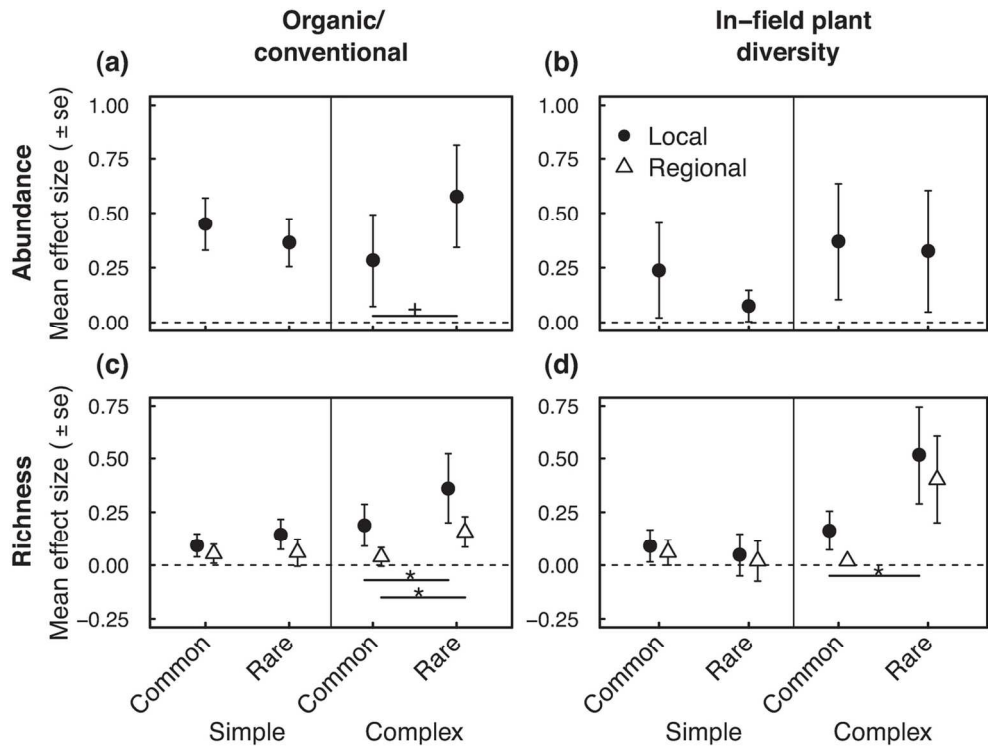 Organic/
conventional
In-field plant
diversity
(a)
(b)
Abundance
Mean effect size ( ± se)
1.00
0.75
0.50
0.25
0.00
+
1.00
0.75
0.50
0.25
0.00
Local
Regional
(c)
(d)
Richness
Mean effect size ( ± se)
0.75
0.50
0.25
0.00
−0.25
*
*
0.75
0.50
0.25
0.00
−0.25
*
Common
Rare
Common
Rare
Simple
Complex
Common
Rare
Common
Rare
Simple
Complex